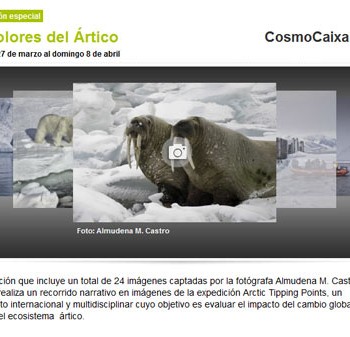 ón especial
olores del Ártico
CosmoCaixa
27 de marzo al domingo 8 de abril
Foto: Almudena M. Castro
ción que incluye un total de 24 imágenes captadas por la fotógrafa Almudena M. Cast
realiza un recorrido narrativo en imágenes de la expedición Arctic Tipping Points, un
to internacional y multidisciplinar cuyo objetivo es evaluar el impacto del cambio globa
el ecosistema ártico.